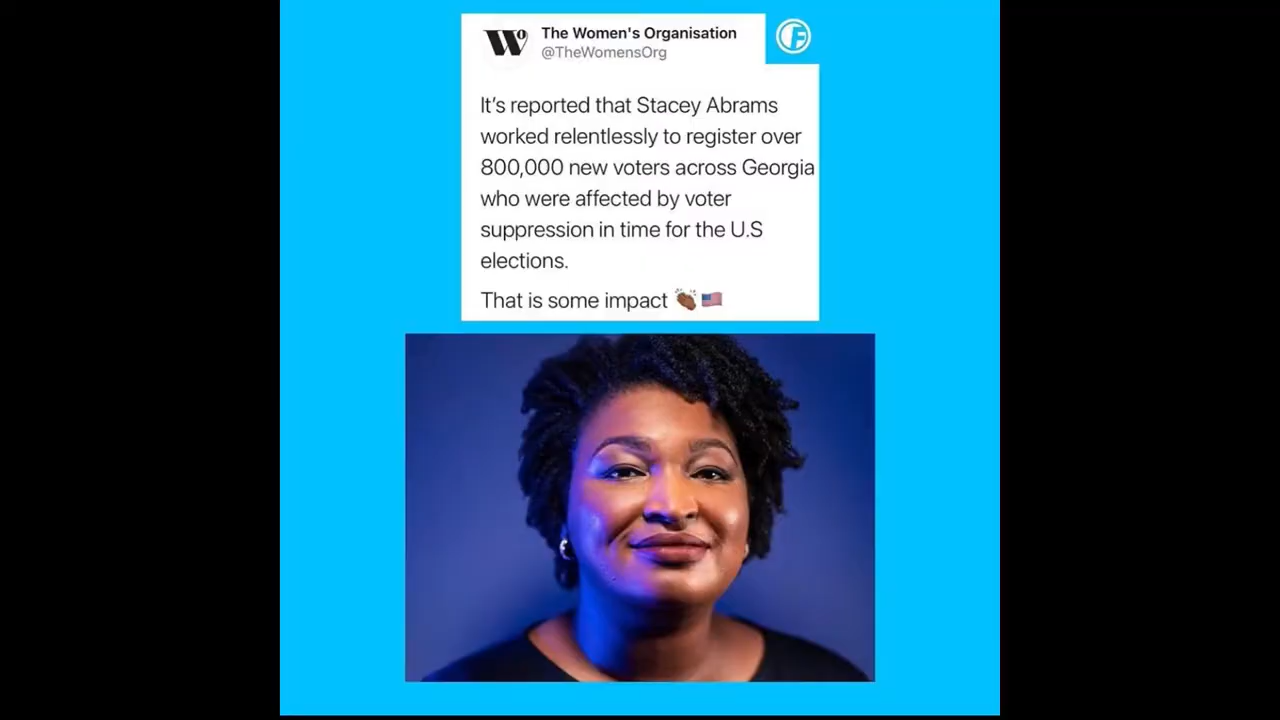 The Women's Organisation
@TheWomensOrg
It's reported that Stacey Abrams
worked relentlessly to register over
800,000 new voters across Georgia
who were affected by voter
suppression in time for the U.S
elections.
That is some impact 👏🏾🇺🇸